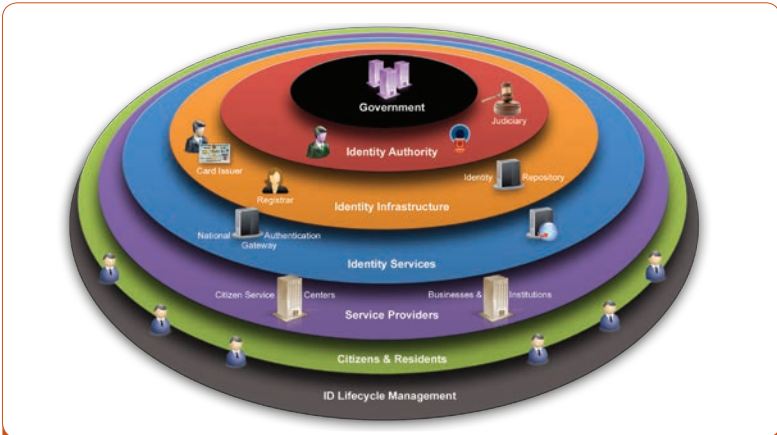 Government
Judiciary
Identity Authority
Card Issuer
Identity Repository
Registrar
Identity Infrastructure
National Authentication
Gateway
Identity Services
Citizen Service Centers
Businesses & Institutions
Service Providers
Citizens & Residents
ID Lifecycle Management